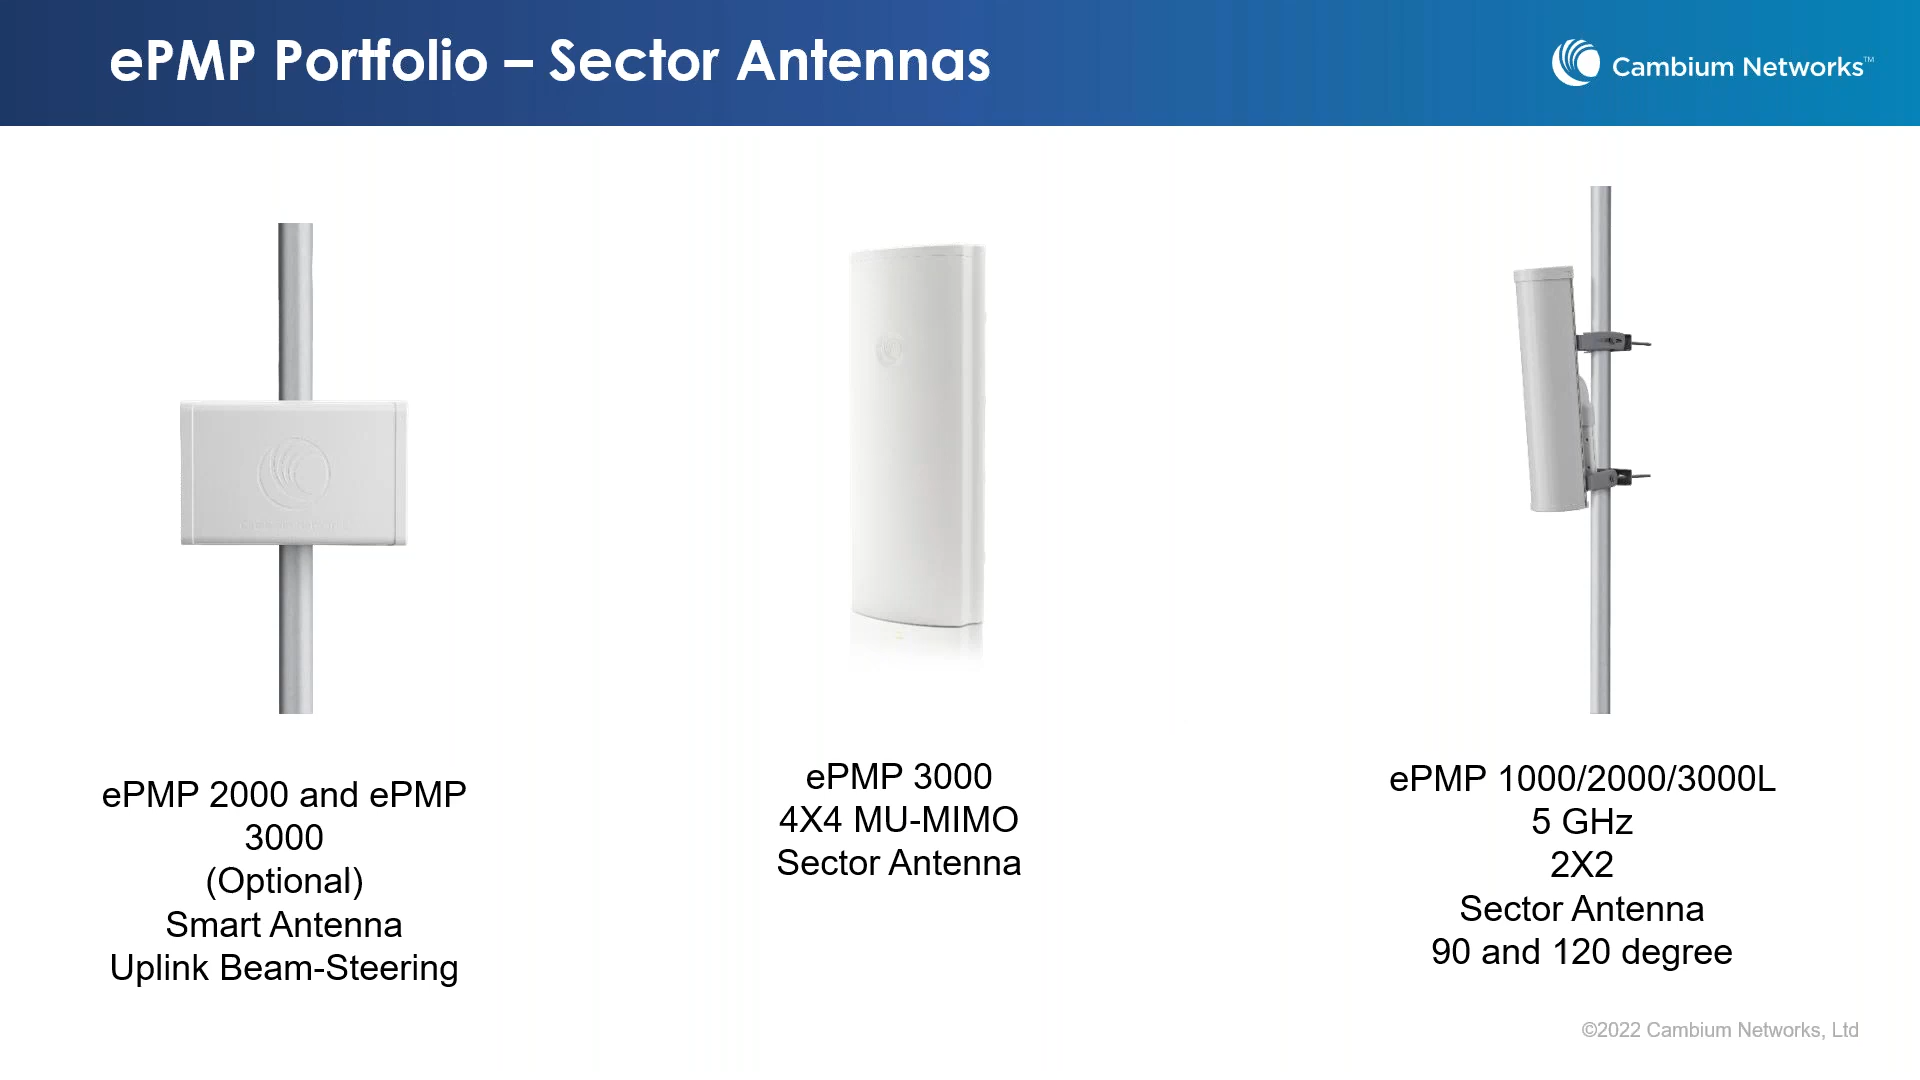 ePMP Portfolio – Sector Antennas
Cambium Networks™
ePMP 2000 and ePMP
3000
(Optional)
Smart Antenna
Uplink Beam-Steering
ePMP 3000
4X4 MU-MIMO
Sector Antenna
ePMP 1000/2000/3000L
5 GHz
2X2
Sector Antenna
90 and 120 degree
©2022 Cambium Networks, Ltd